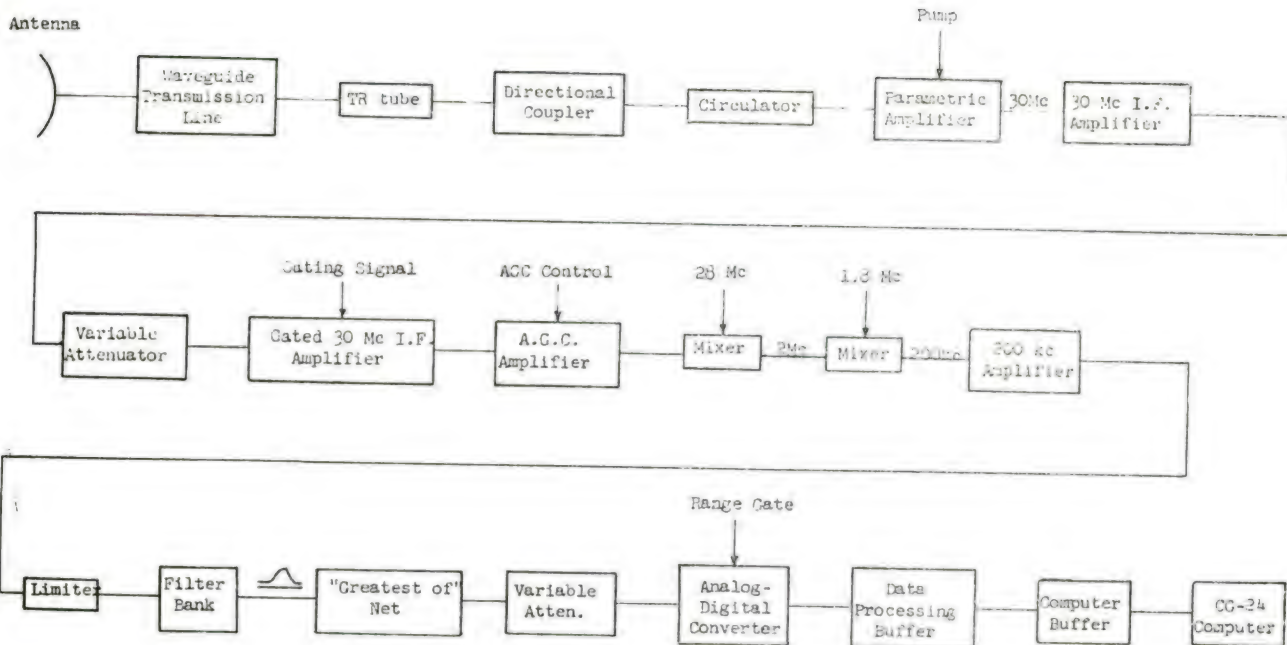 Antenna
Pump
Waveguide
Transmission
Line
TR tube
Directional
Coupler
Circulator
Parametric
Amplifier
30Mc
30 Mc I.F.
Amplifier
Gating Signal
AGC Control
28 Mc
1.8 Mc
Variable
Attenuator
Gated 30 Mc I.F.
Amplifier
A.G.C.
Amplifier
Mixer
2Mc
Mixer
200Kc
200 Kc
Amplifier
Range Gate
Limiter
Filter
Bank
"Greatest of"
Net
Variable
Atten.
Analog-
Digital
Converter
Data
Processing
Buffer
Computer
Buffer
CG-24
Computer